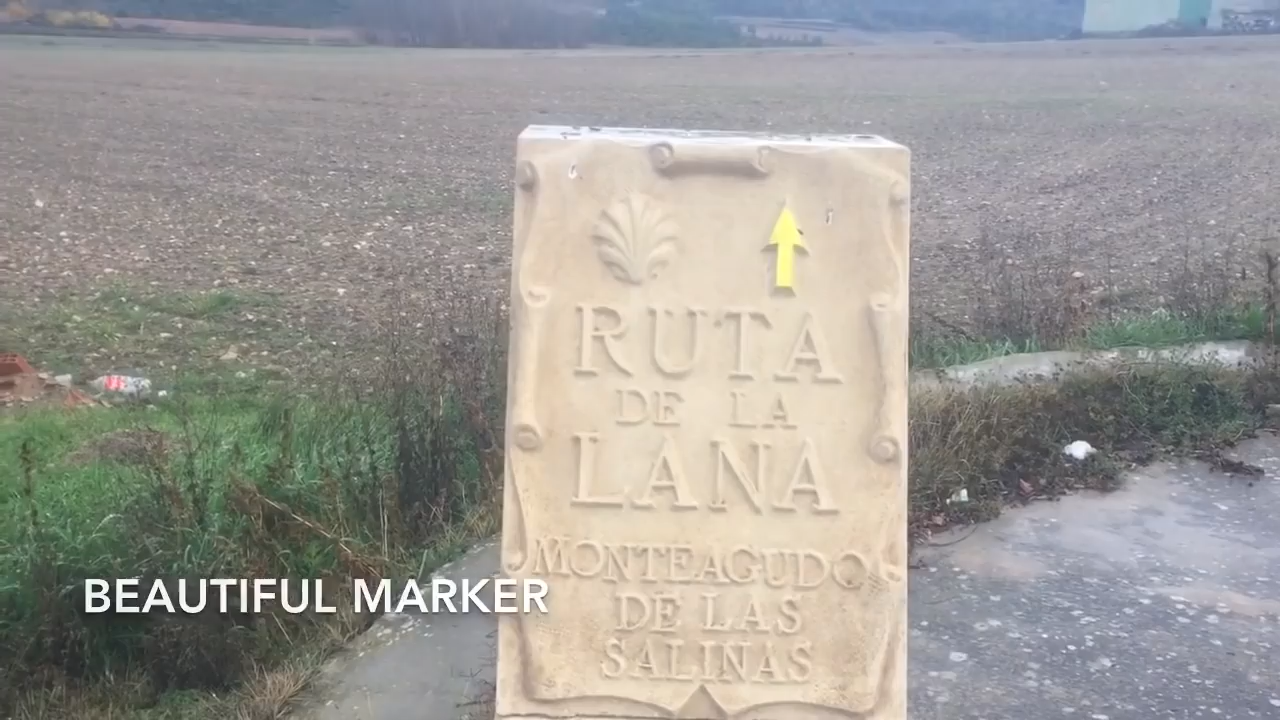 RUTA
DE LA
LANA
MONTEAGUDO
DE LAS
SALINAS
BEAUTIFUL MARKER